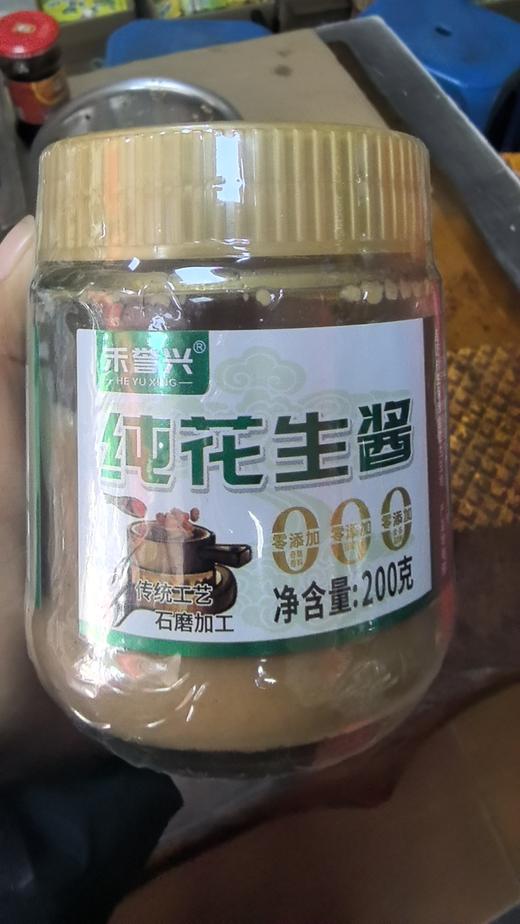 禾誉兴®
HE YU XING
纯花生酱
零添加 零添加 零添加
传统工艺
石磨加工
净含量:200克